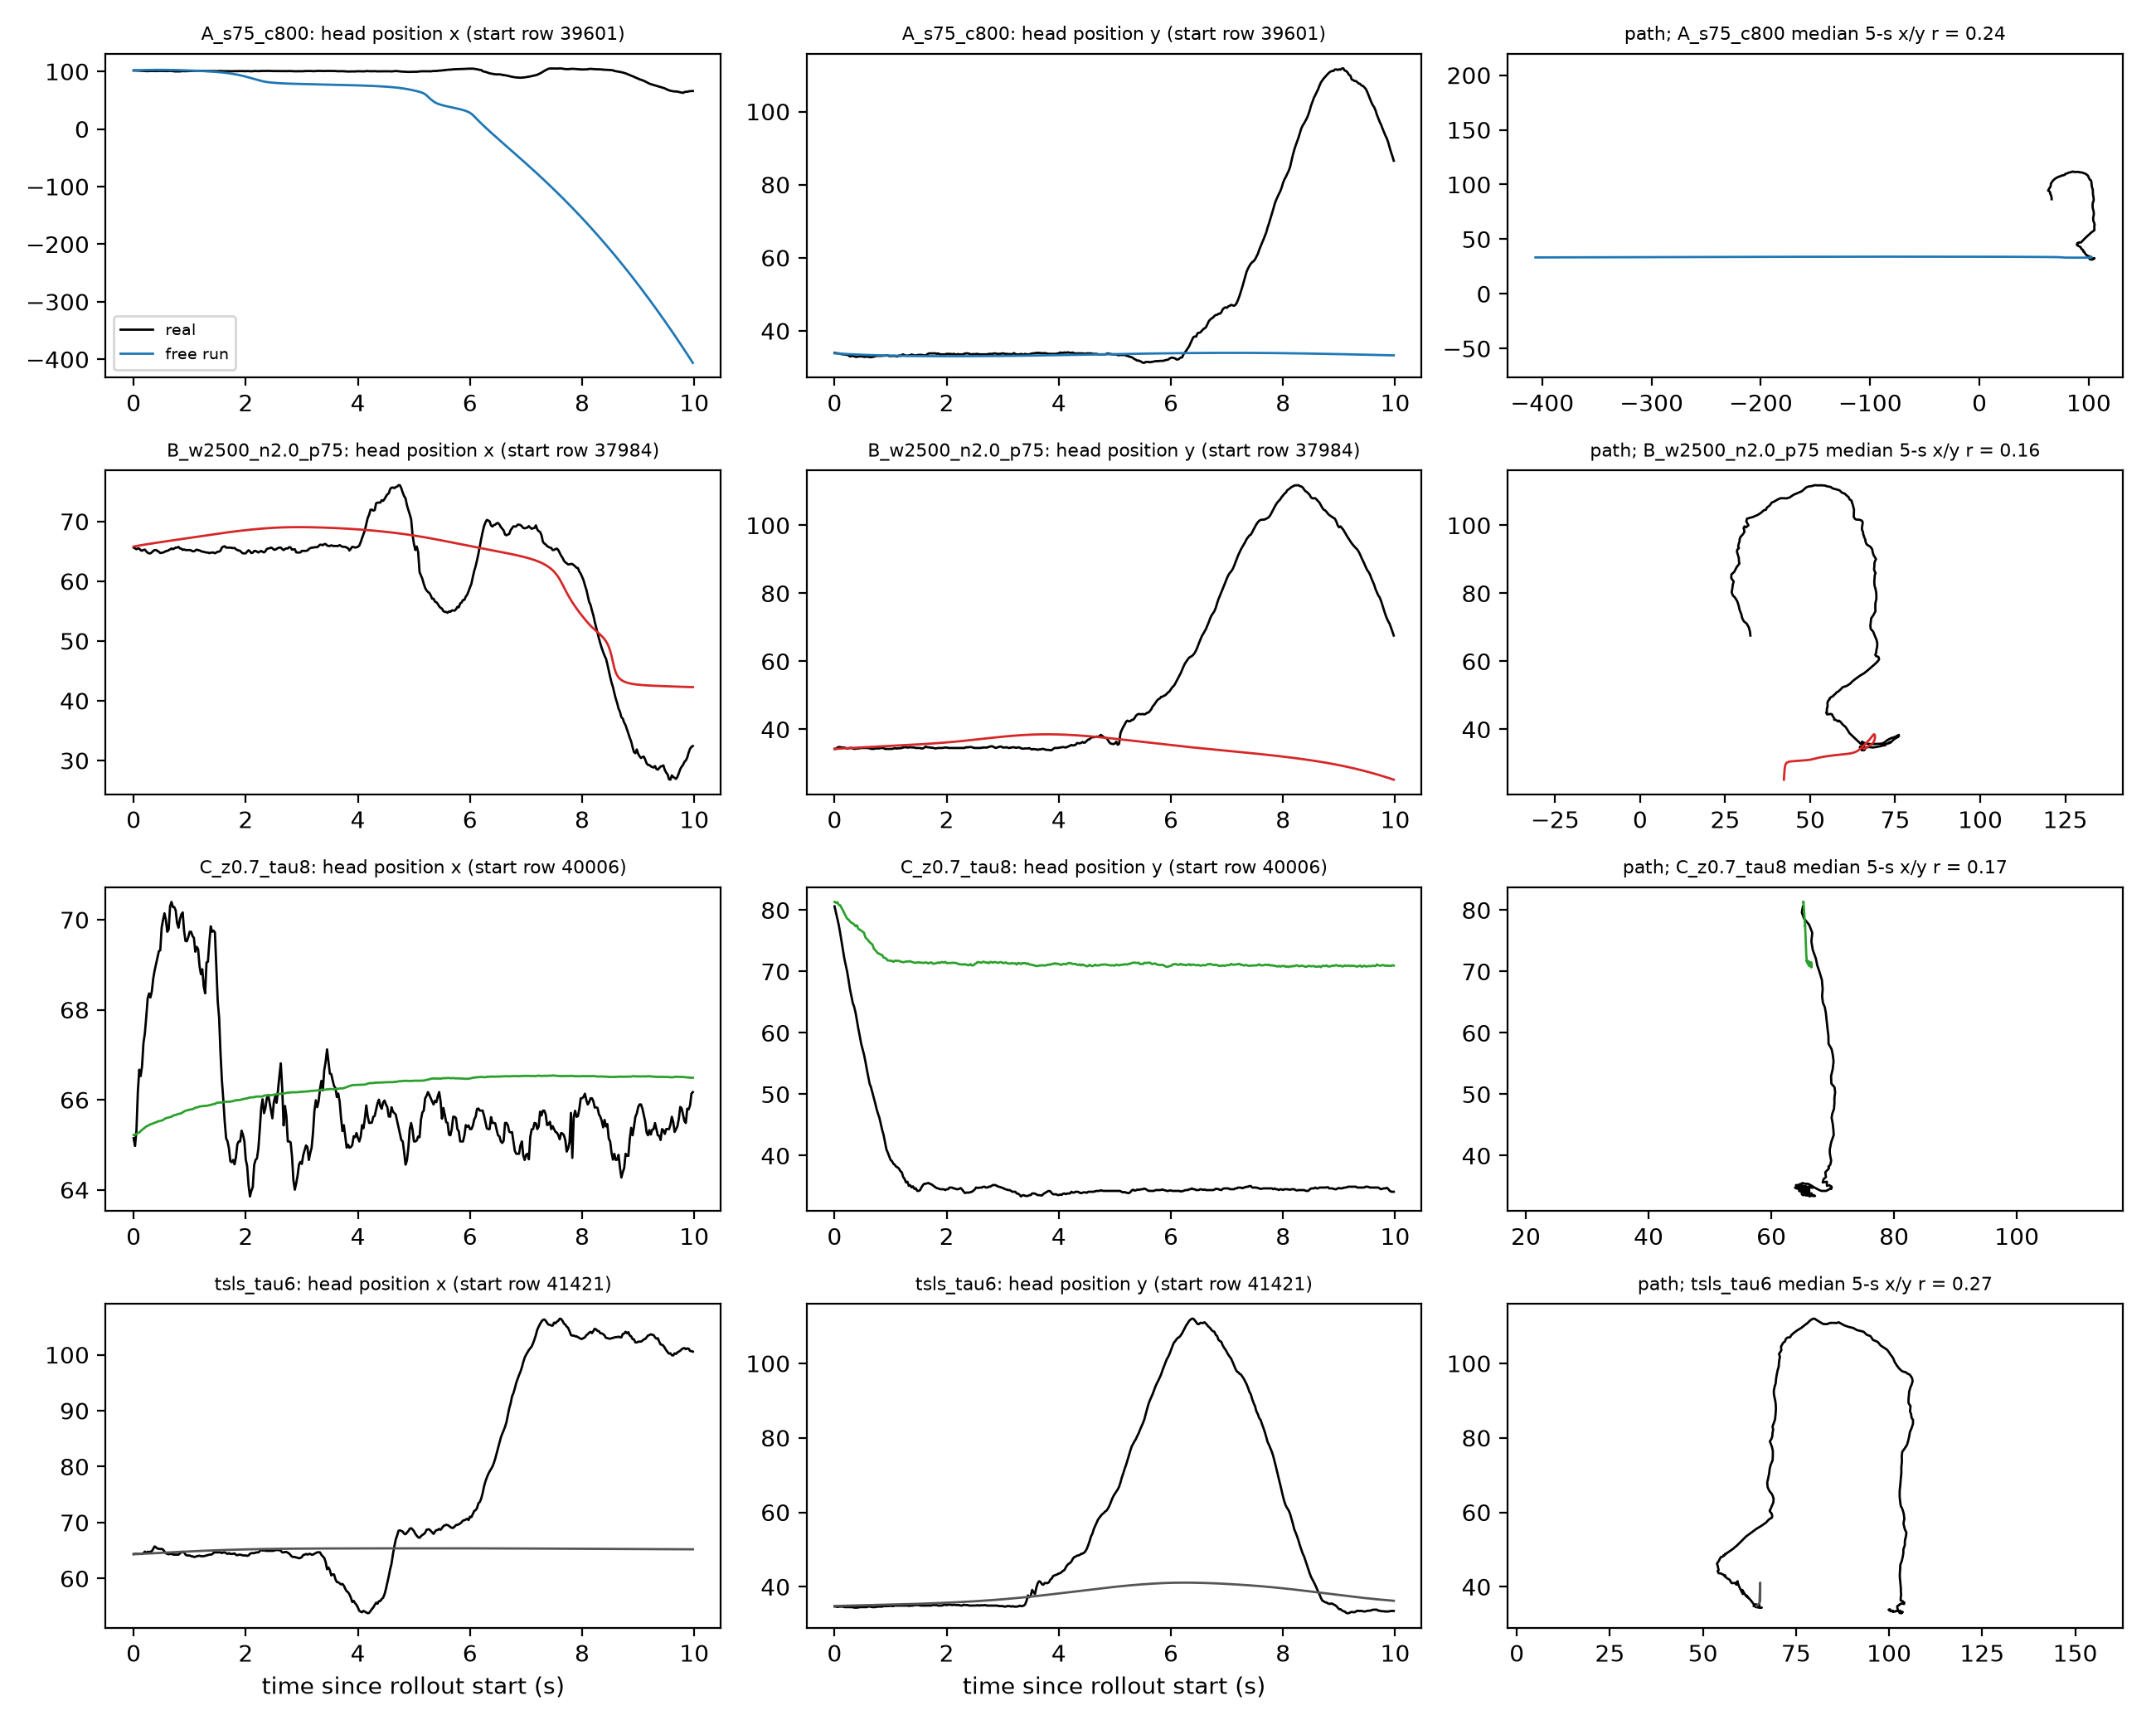 A_s75_c800: head position x (start row 39601)
A_s75_c800: head position y (start row 39601)
path; A_s75_c800 median 5-s x/y r = 0.24
100
0
−100
−200
−300
−400
real
free run
0 2 4 6 8 10
100
80
60
40
0 2 4 6 8 10
200
150
100
50
0
−50
−400 −300 −200 −100 0 100
B_w2500_n2.0_p75: head position x (start row 37984)
B_w2500_n2.0_p75: head position y (start row 37984)
path; B_w2500_n2.0_p75 median 5-s x/y r = 0.16
70
60
50
40
30
0 2 4 6 8 10
100
80
60
40
0 2 4 6 8 10
100
80
60
40
−25 0 25 50 75 100 125
C_z0.7_tau8: head position x (start row 40006)
C_z0.7_tau8: head position y (start row 40006)
path; C_z0.7_tau8 median 5-s x/y r = 0.17
70
68
66
64
0 2 4 6 8 10
80
70
60
50
40
0 2 4 6 8 10
80
70
60
50
40
20 40 60 80 100
tsls_tau6: head position x (start row 41421)
tsls_tau6: head position y (start row 41421)
path; tsls_tau6 median 5-s x/y r = 0.27
100
90
80
70
60
0 2 4 6 8 10
time since rollout start (s)
100
80
60
40
0 2 4 6 8 10
time since rollout start (s)
100
80
60
40
0 25 50 75 100 125 150